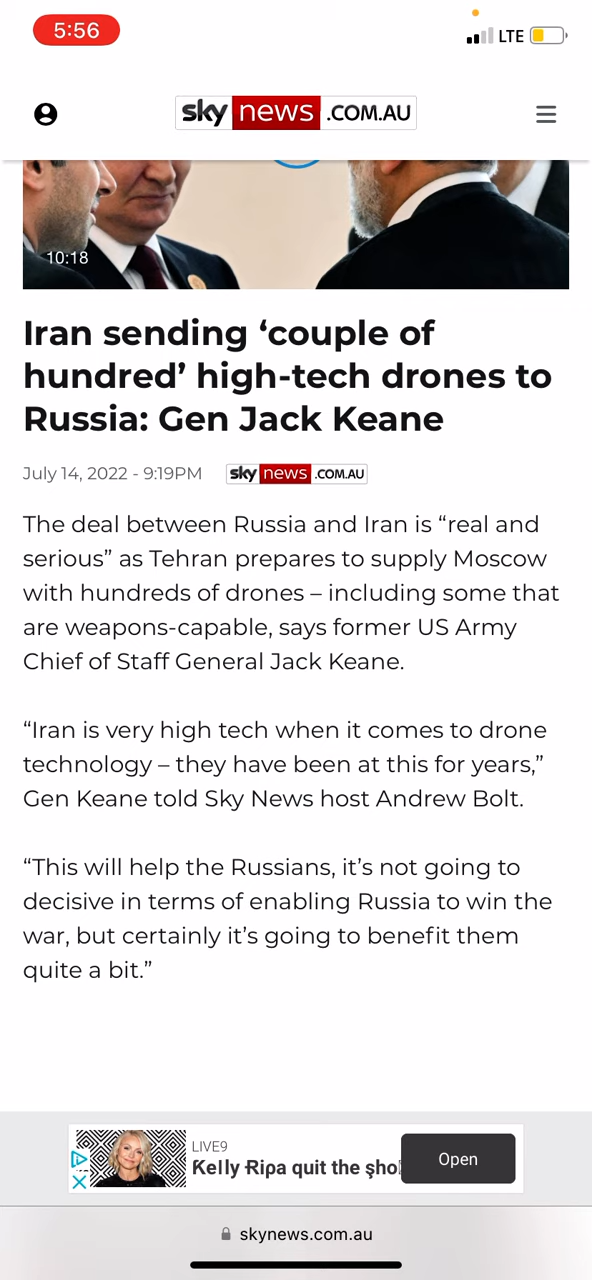 5:56
LTE
sky news .COM.AU
10:18
Iran sending ‘couple of
hundred’ high-tech drones to
Russia: Gen Jack Keane
July 14, 2022 - 9:19PM sky news .COM.AU
The deal between Russia and Iran is “real and
serious” as Tehran prepares to supply Moscow
with hundreds of drones – including some that
are weapons-capable, says former US Army
Chief of Staff General Jack Keane.
“Iran is very high tech when it comes to drone
technology – they have been at this for years,”
Gen Keane told Sky News host Andrew Bolt.
“This will help the Russians, it’s not going to
decisive in terms of enabling Russia to win the
war, but certainly it’s going to benefit them
quite a bit.”
LIVE9
Kelly Ripa quit the şho
Open
skynews.com.au